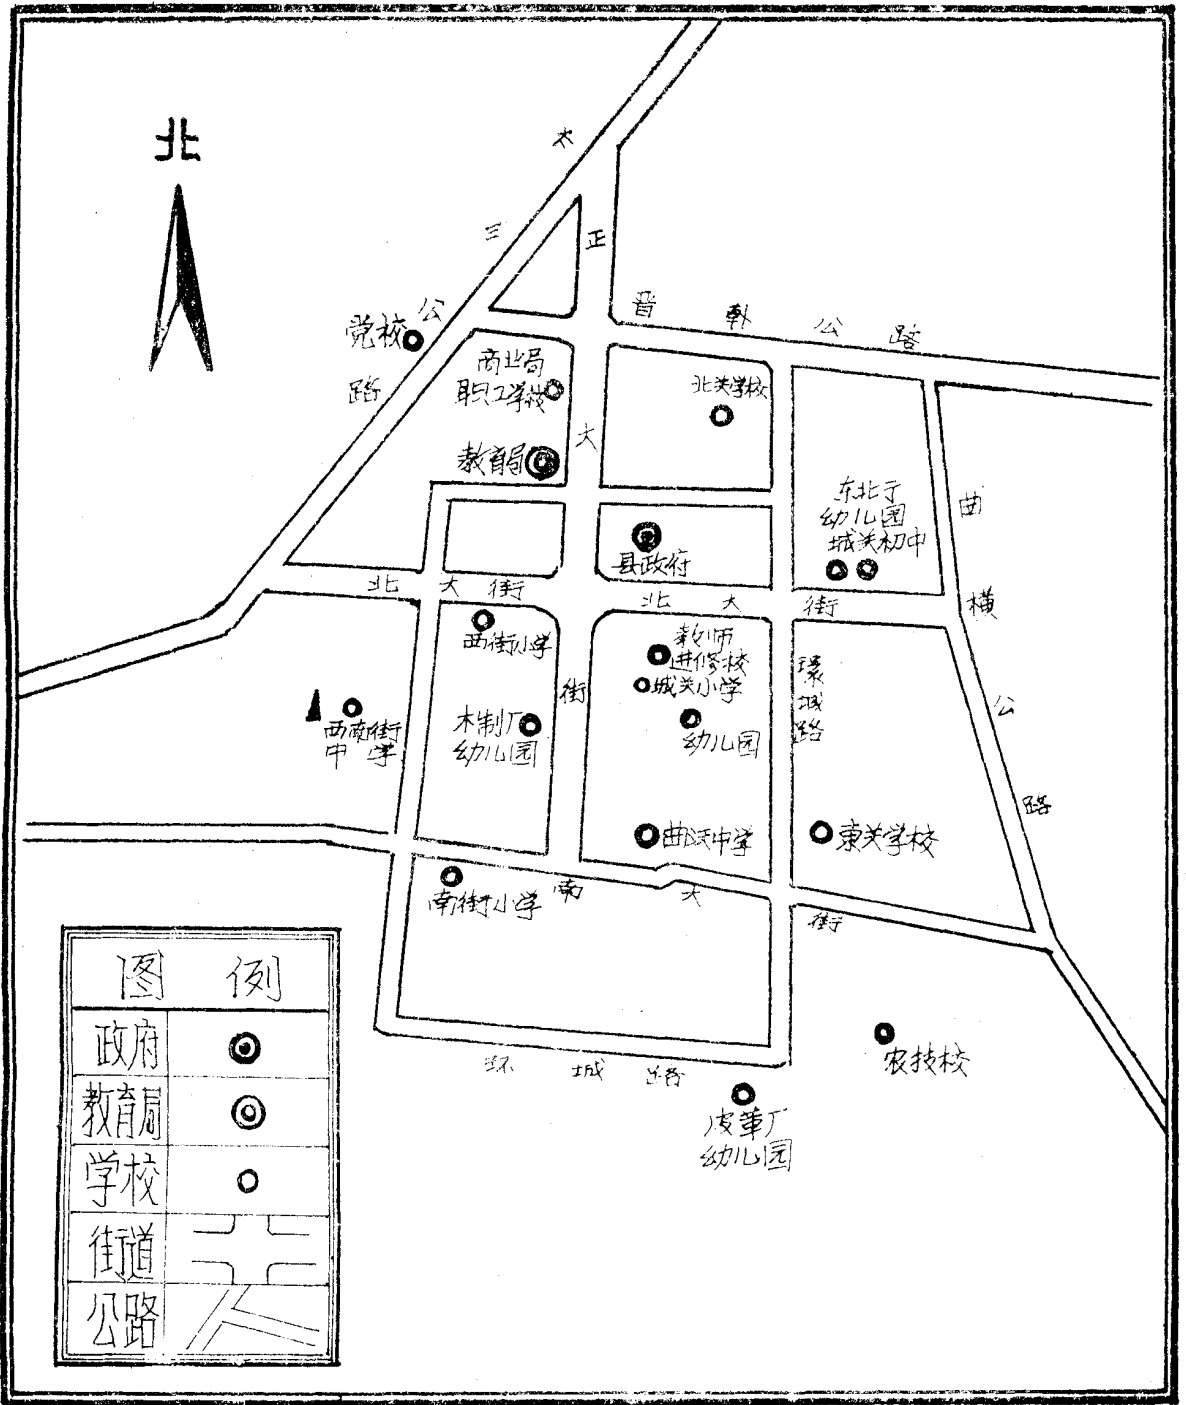 北
太
三
公
路
正
大
街
晋
韩
公
路
党校
商业局
职工学校
教育局
北关学校
县政府
东北于
幼儿园
城关初中
曲
横
公
路
北
大
街
北
大
街
西街小学
教师
进修校
城关小学
幼儿园
環
城
路
西南街
中学
木制厂
幼儿园
曲沃中学
東关学校
南街小学
南
大
街
环
城
路
农技校
皮革厂
幼儿园
图例
政府
教育局
学校
街道
公路